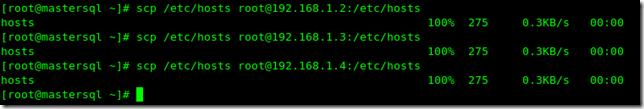 [root@mastersql ~]# scp /etc/hosts root@192.168.1.2:/etc/hosts
hosts 100% 275 0.3KB/s 00:00
[root@mastersql ~]# scp /etc/hosts root@192.168.1.3:/etc/hosts
hosts 100% 275 0.3KB/s 00:00
[root@mastersql ~]# scp /etc/hosts root@192.168.1.4:/etc/hosts
hosts 100% 275 0.3KB/s 00:00
[root@mastersql ~]#